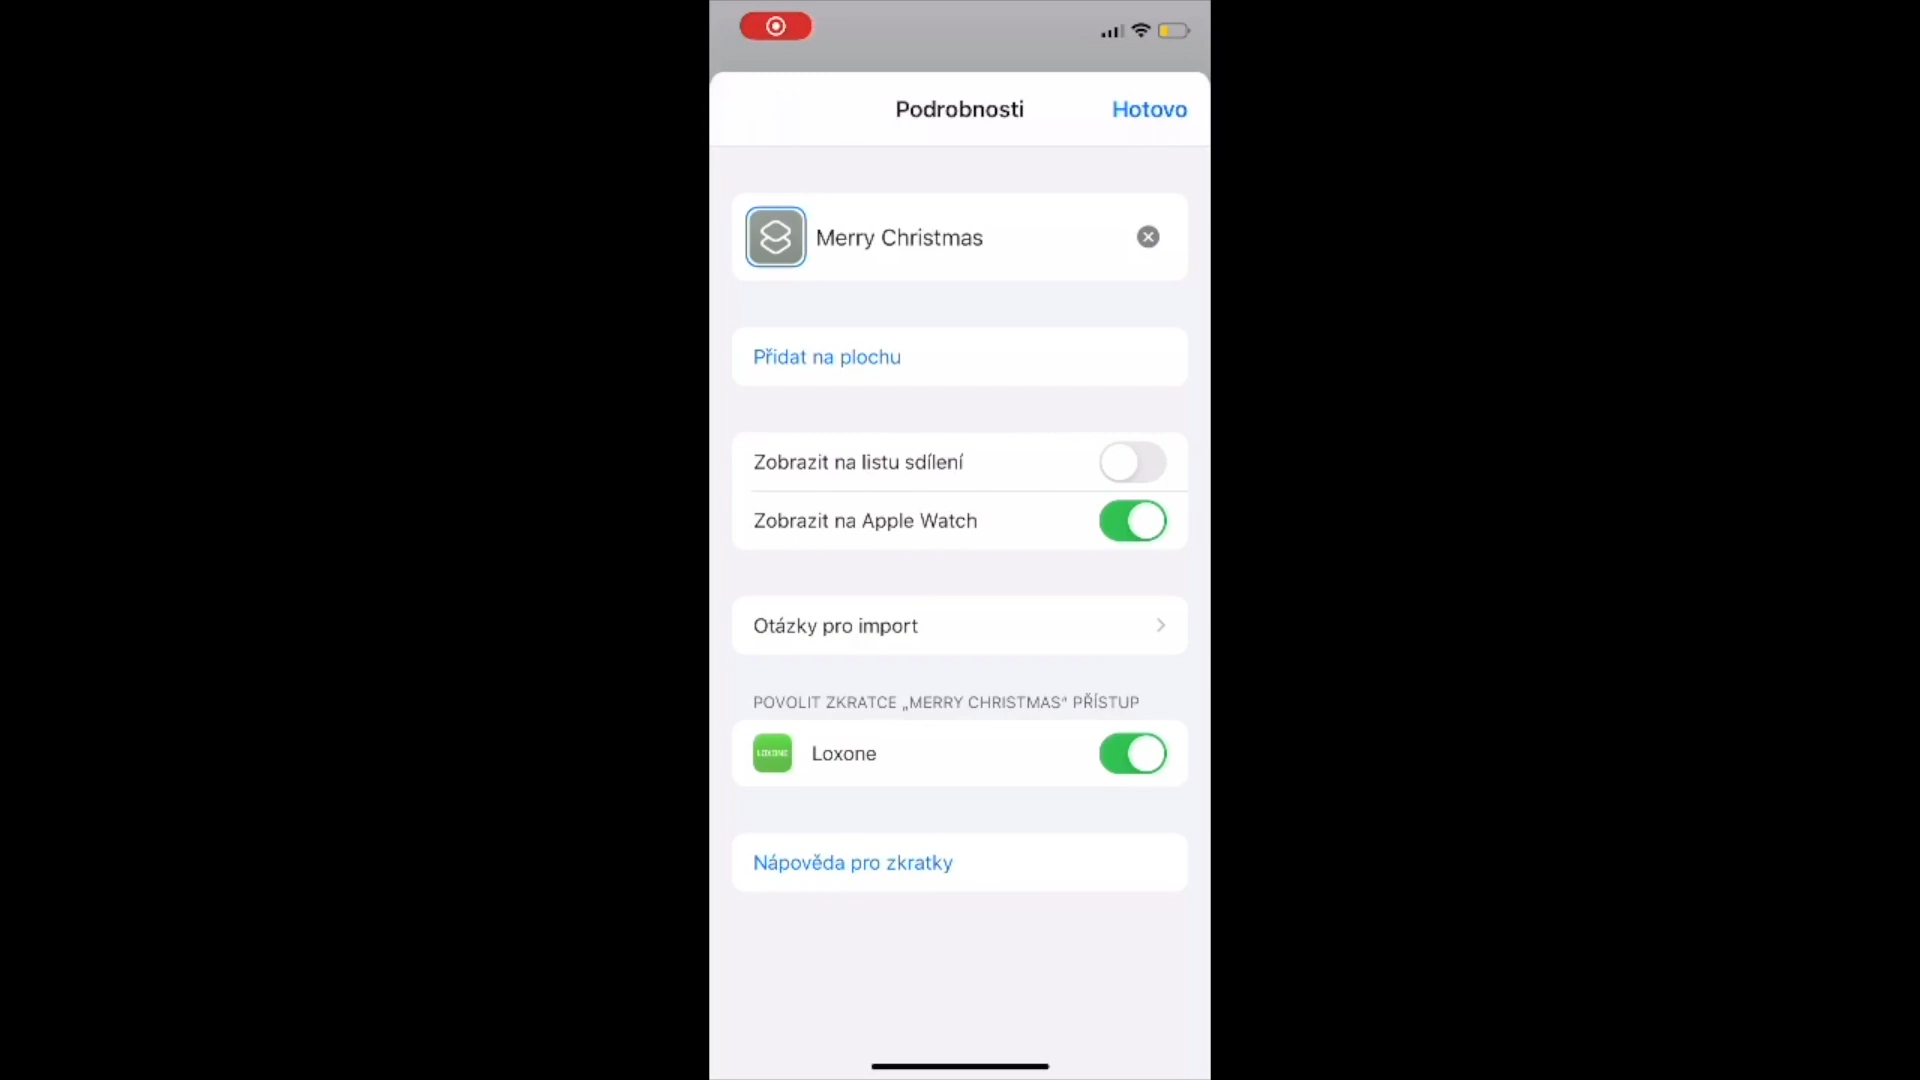 Podrobnosti
Hotovo
Merry Christmas
Přidat na plochu
Zobrazit na listu sdílení
Zobrazit na Apple Watch
Otázky pro import
POVOLIT ZKRATCE „MERRY CHRISTMAS“ PŘÍSTUP
LOXONE
Loxone
Nápověda pro zkratky